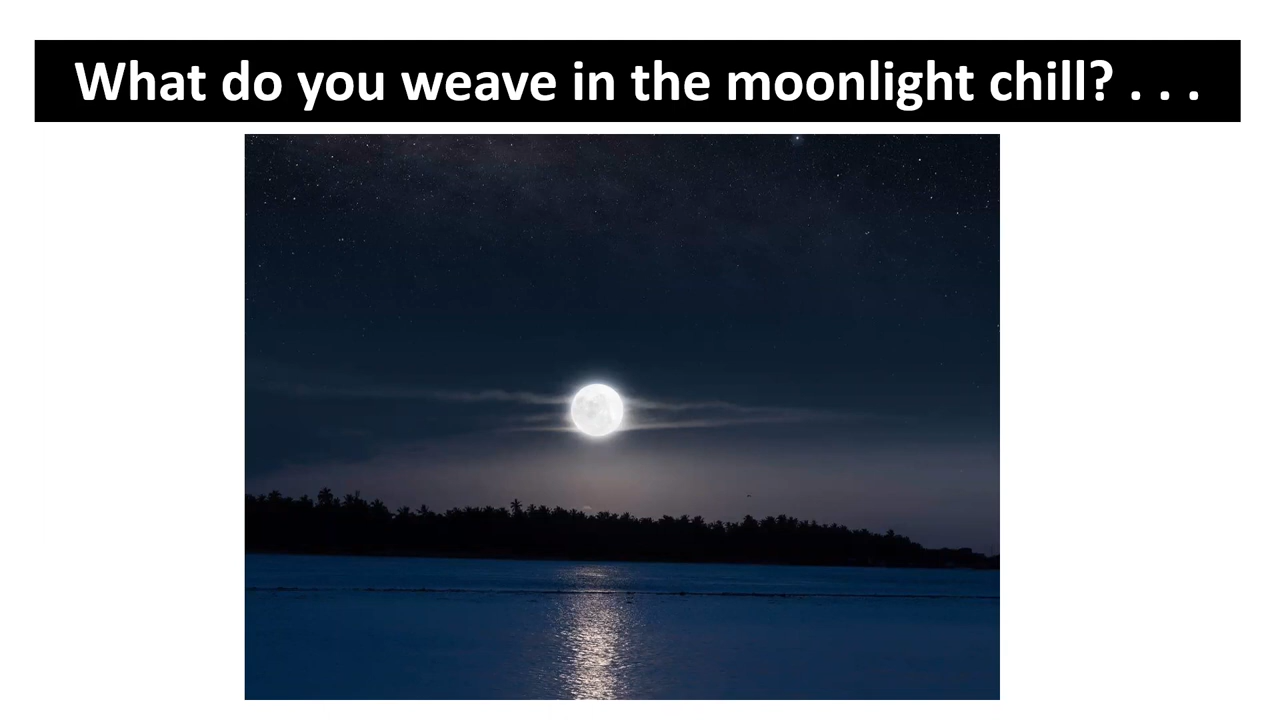 What do you weave in the moonlight chill? . . .